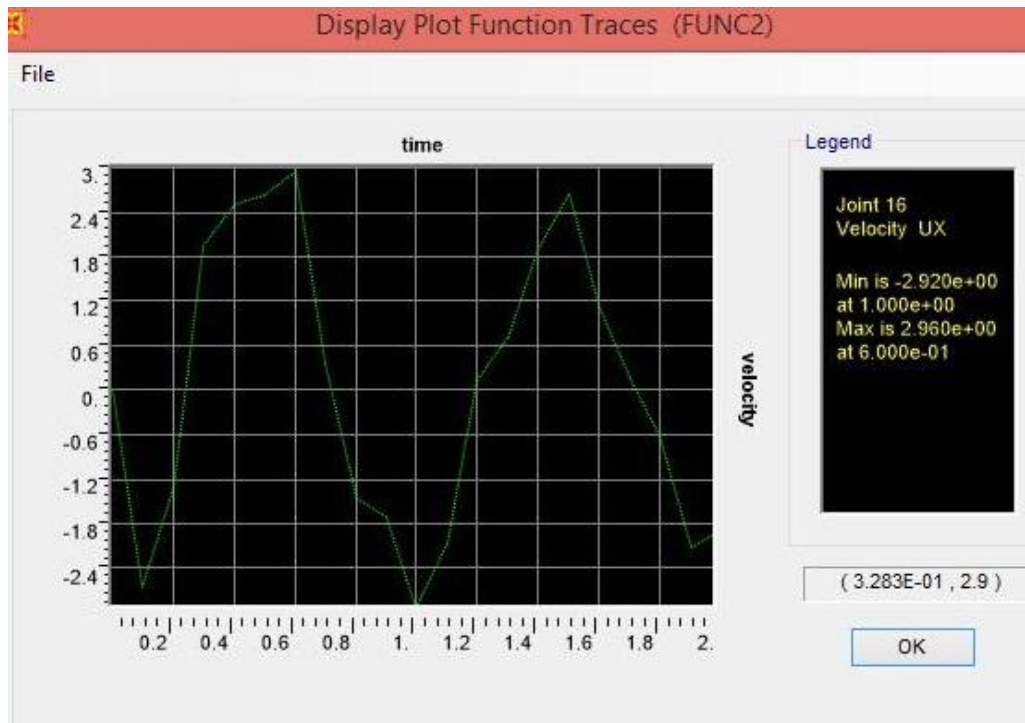 Display Plot Function Traces (FUNC2)
File
time
Legend
3.
2.4
1.8
1.2
0.6
0.
-0.6
-1.2
-1.8
-2.4
velocity
Joint 16
Velocity UX
Min is -2.920e+00
at 1.000e+00
Max is 2.960e+00
at 6.000e-01
( 3.283E-01 , 2.9 )
0.2 0.4 0.6 0.8 1. 1.2 1.4 1.6 1.8 2.
OK